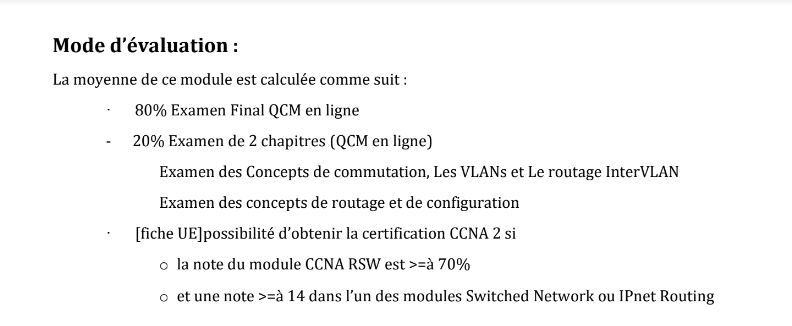 Mode d’évaluation :
La moyenne de ce module est calculée comme suit :
· 80% Examen Final QCM en ligne
- 20% Examen de 2 chapitres (QCM en ligne)
Examen des Concepts de commutation, Les VLANs et Le routage InterVLAN
Examen des concepts de routage et de configuration
· [fiche UE]possibilité d’obtenir la certification CCNA 2 si
o la note du module CCNA RSW est >=à 70%
o et une note >=à 14 dans l’un des modules Switched Network ou IPnet Routing